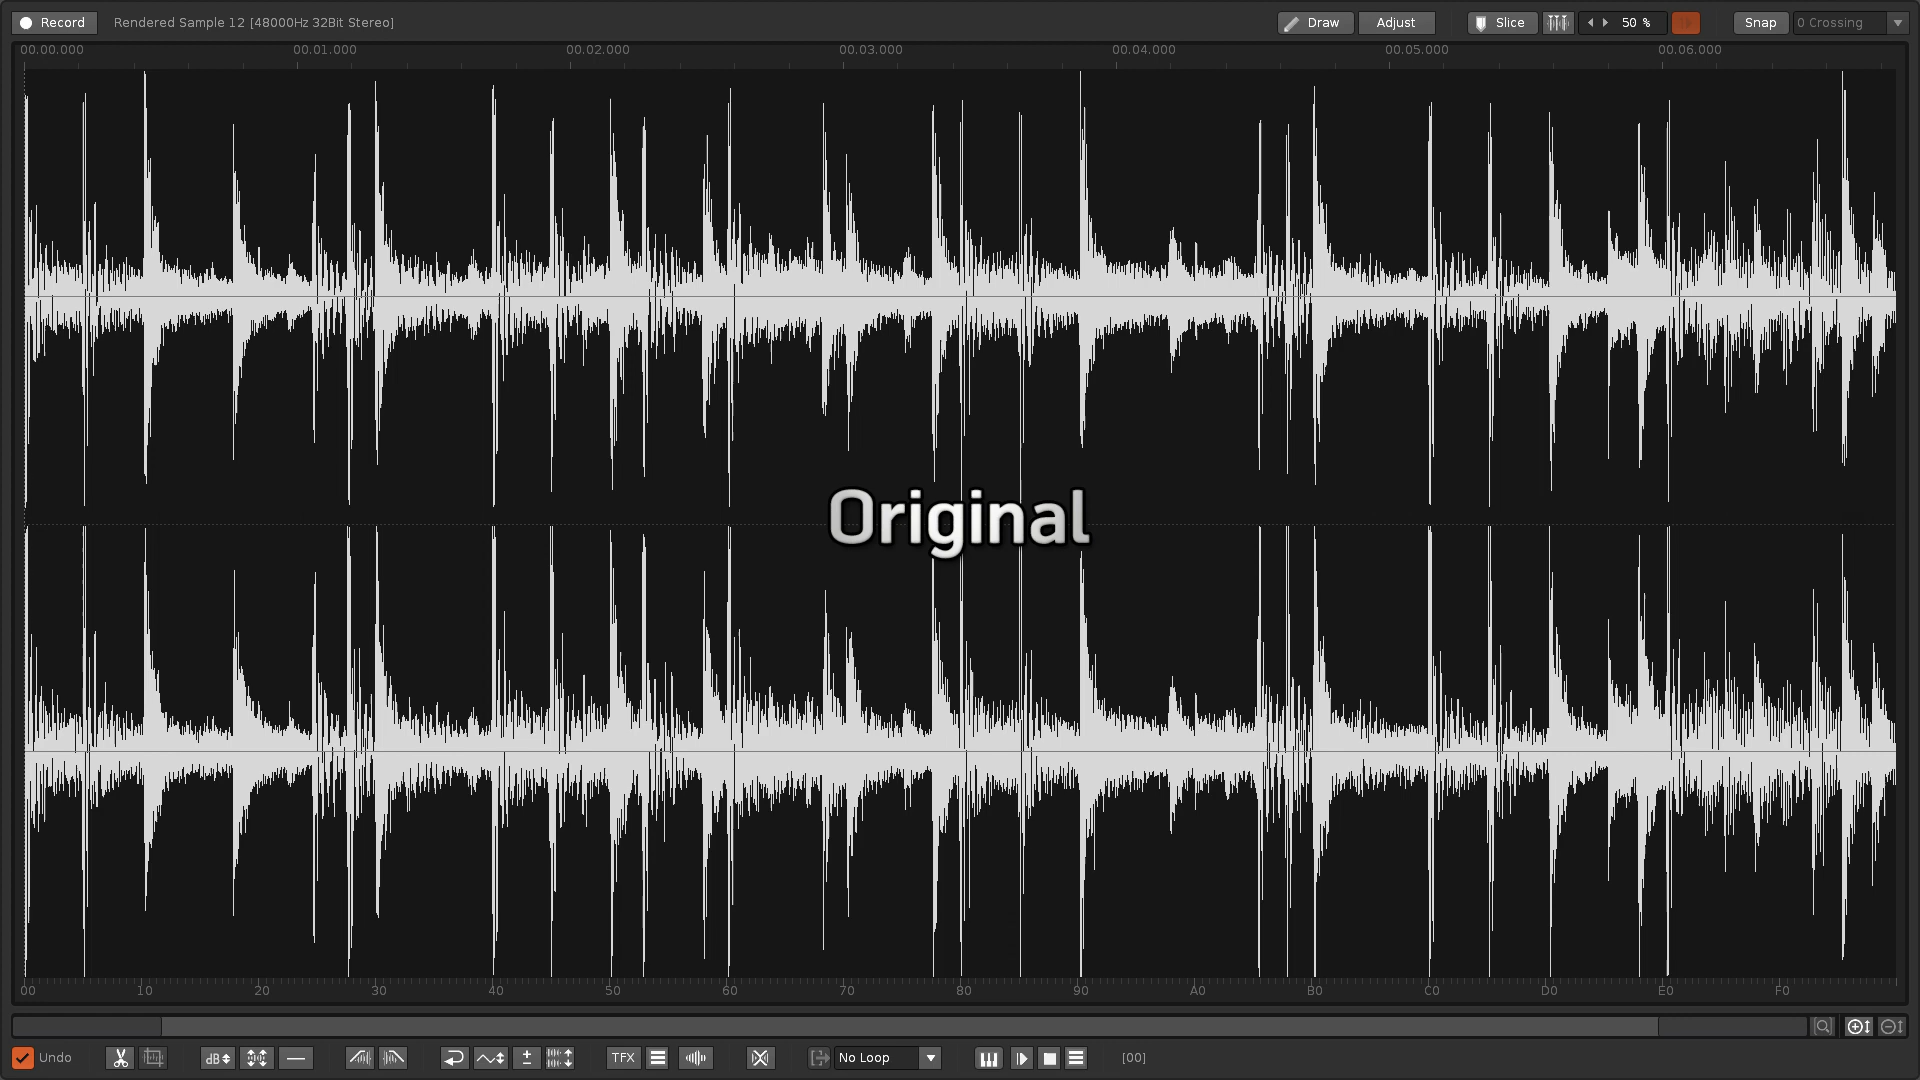 Record Rendered Sample 12 [48000Hz 32Bit Stereo] Draw Adjust Slice 50 % Snap 0 Crossing
00.00.000 00.01.000 00.02.000 00.03.000 00.04.000 00.05.000 00.06.000
Original
00 10 20 30 40 50 60 70 80 90 A0 B0 C0 D0 E0 F0
Undo dB TFX No Loop [00]